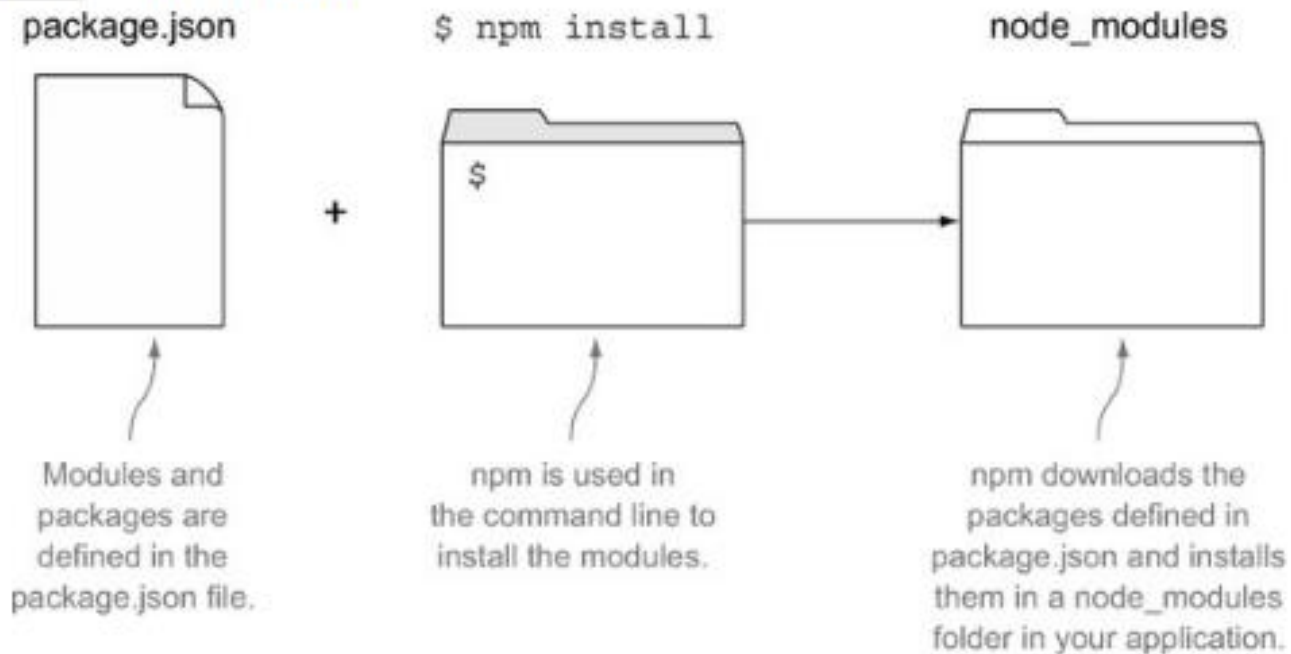 package.json
$ npm install
node_modules
+
$
Modules and
packages are
defined in the
package.json file.
npm is used in
the command line to
install the modules.
npm downloads the
packages defined in
package.json and installs
them in a node_modules
folder in your application.